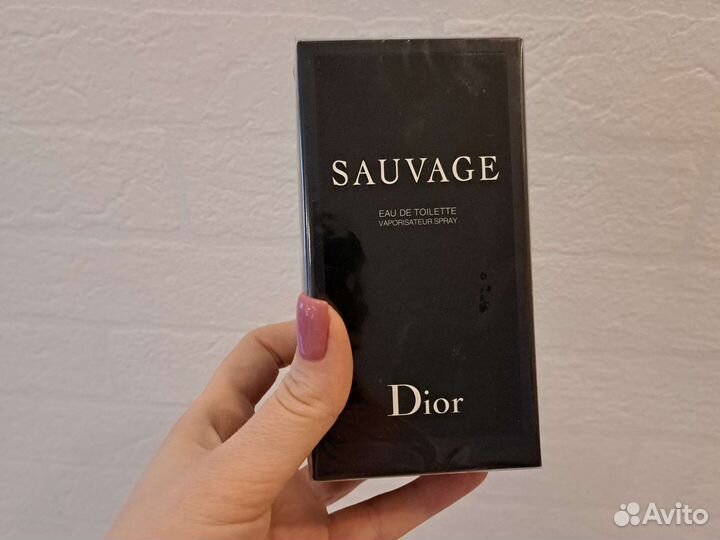 SAUVAGE
EAU DE TOILETTE
VAPORISATEUR SPRAY
Dior
Avito